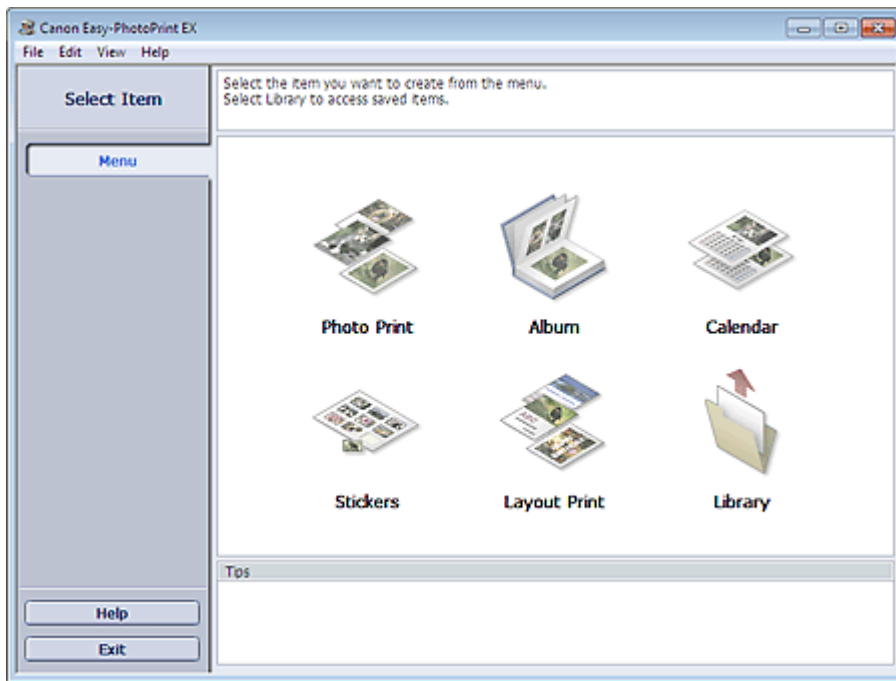 Canon Easy-PhotoPrint EX
File Edit View Help
Select Item
Select the item you want to create from the menu.
Select Library to access saved items.
Menu
Photo Print
Album
Calendar
Stickers
Layout Print
Library
Tips
Help
Exit